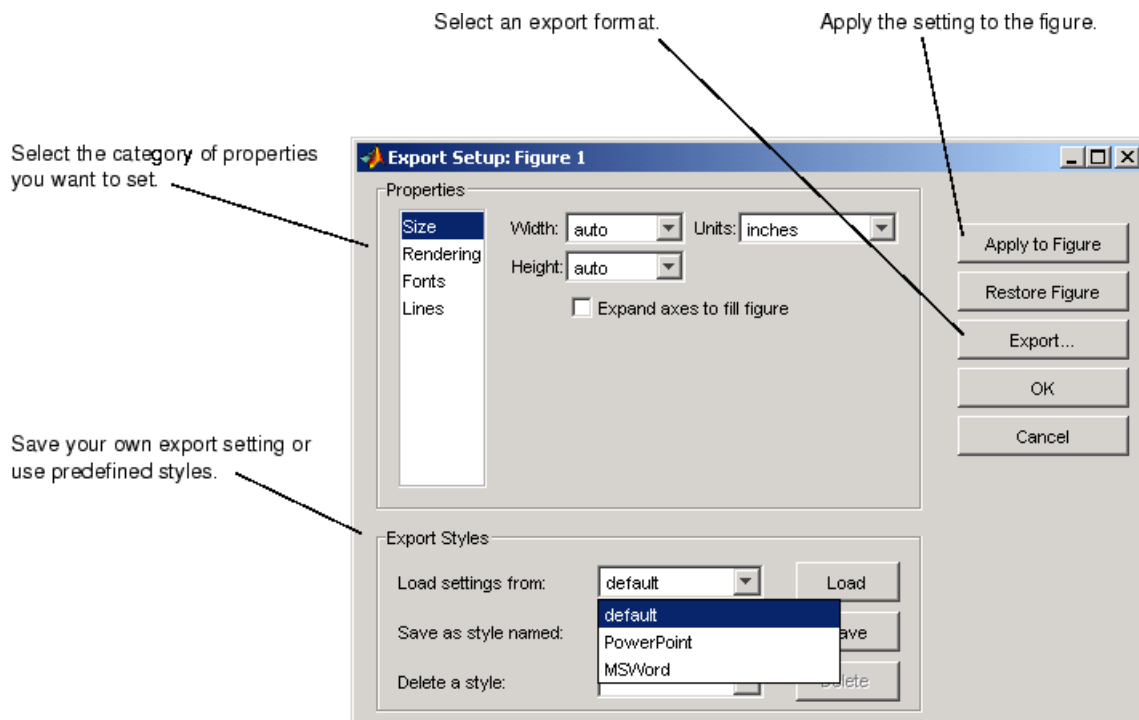 Select an export format.
Apply the setting to the figure.
Select the category of properties
you want to set.
Export Setup: Figure 1
Properties
Size
Rendering
Fonts
Lines
Width: auto
Units: inches
Height: auto
Expand axes to fill figure
Apply to Figure
Restore Figure
Export...
OK
Cancel
Save your own export setting or
use predefined styles.
Export Styles
Load settings from: default
Load
default
PowerPoint
MSWord
Save as style named:
Delete a style:
Delete